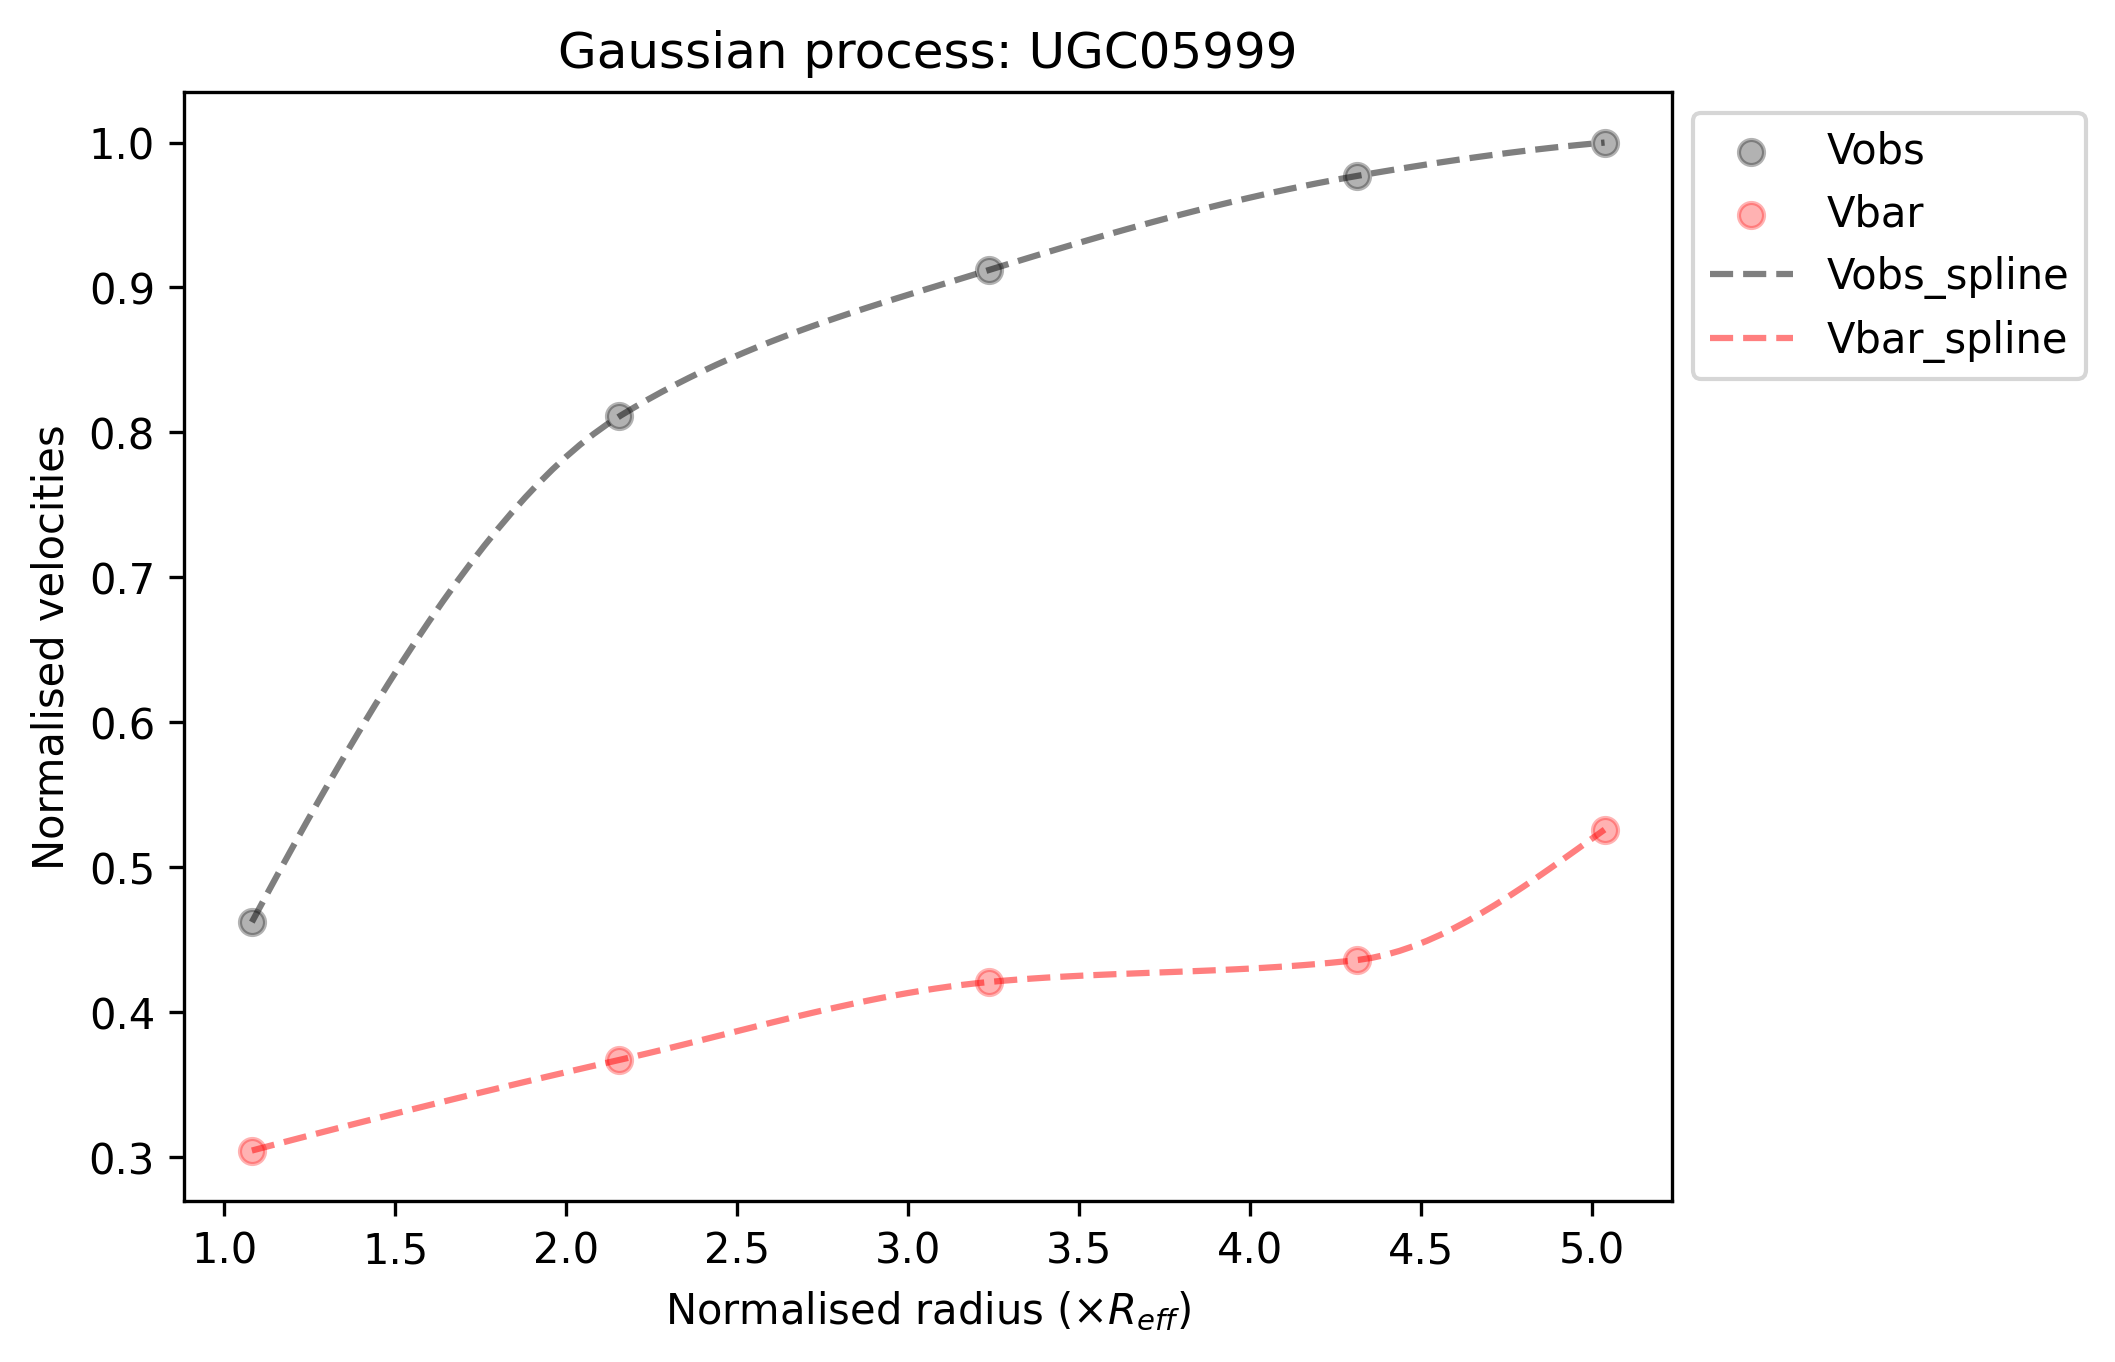 Gaussian process: UGC05999
Normalised velocities
1.0
0.9
0.8
0.7
0.6
0.5
0.4
0.3
1.0 1.5 2.0 2.5 3.0 3.5 4.0 4.5 5.0
Normalised radius (×R_eff)
Vobs
Vbar
Vobs_spline
Vbar_spline